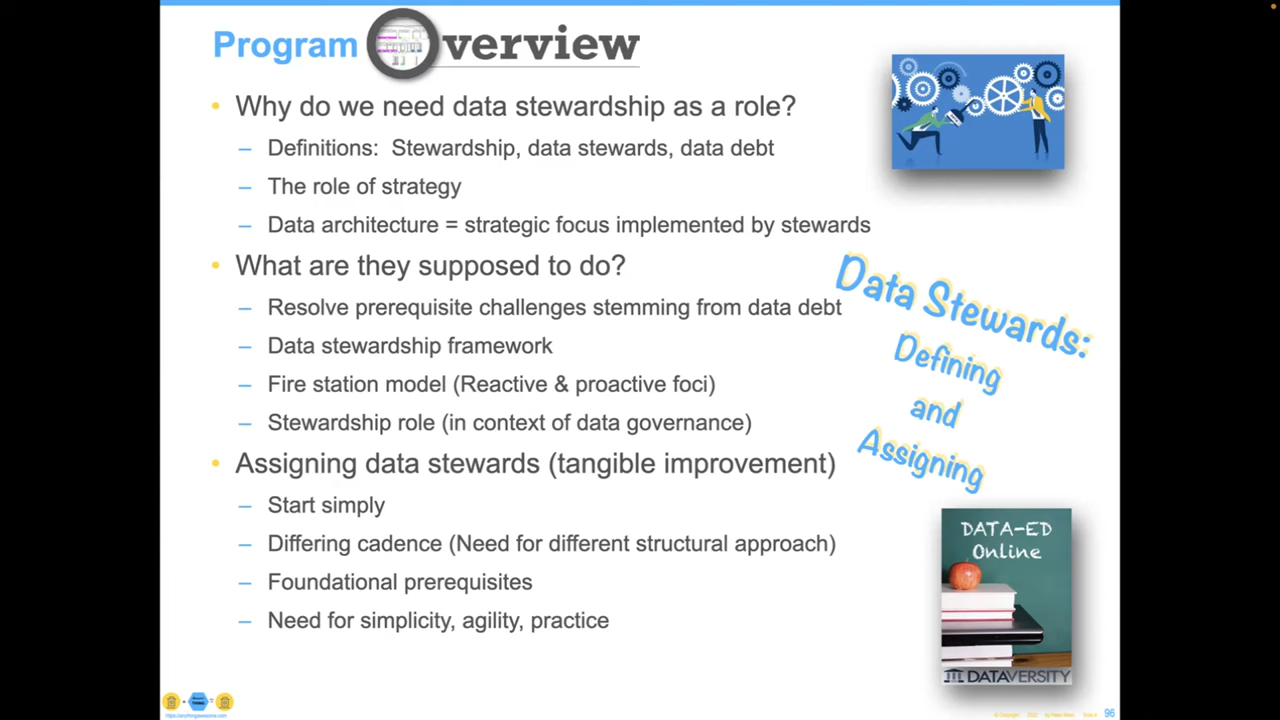 Program Overview
• Why do we need data stewardship as a role?
– Definitions: Stewardship, data stewards, data debt
– The role of strategy
– Data architecture = strategic focus implemented by stewards
• What are they supposed to do?
– Resolve prerequisite challenges stemming from data debt
– Data stewardship framework
– Fire station model (Reactive & proactive foci)
– Stewardship role (in context of data governance)
• Assigning data stewards (tangible improvement)
– Start simply
– Differing cadence (Need for different structural approach)
– Foundational prerequisites
– Need for simplicity, agility, practice
Data Stewards:
Defining
and
Assigning
DATA-ED
Online
DATAVERSITY
https://anythingawesome.com
96